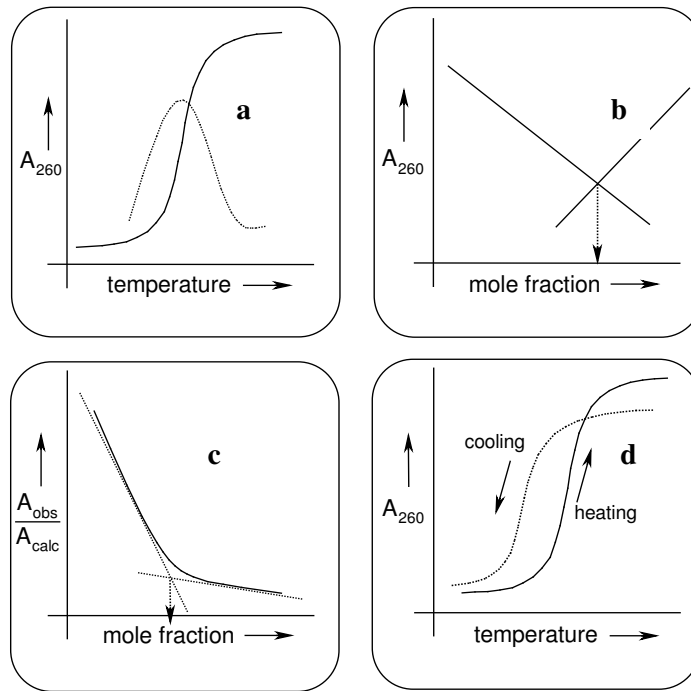 a
A260
temperature
b
A260
mole fraction
c
Aobs
Acalc
mole fraction
d
cooling
heating
A260
temperature